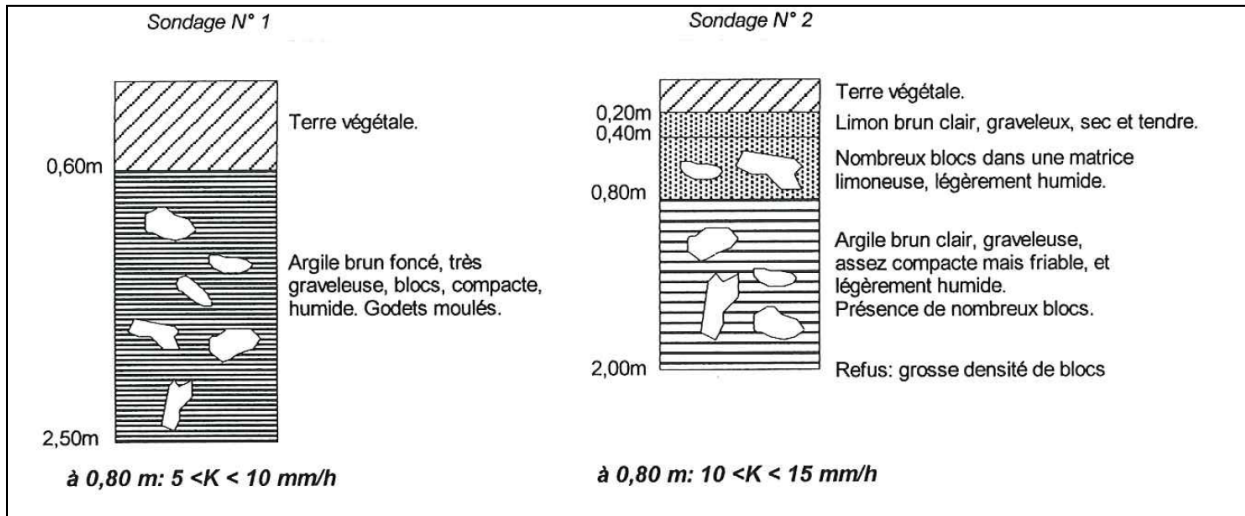 Sondage N° 1
Terre végétale.
0,60m
Argile brun foncé, très
graveleuse, blocs, compacte,
humide. Godets moulés.
2,50m
à 0,80 m: 5 <K < 10 mm/h
Sondage N° 2
Terre végétale.
0,20m
Limon brun clair, graveleux, sec et tendre.
0,40m
Nombreux blocs dans une matrice
limoneuse, légèrement humide.
0,80m
Argile brun clair, graveleuse,
assez compacte mais friable, et
légèrement humide.
Présence de nombreux blocs.
2,00m
Refus: grosse densité de blocs
à 0,80 m: 10 <K < 15 mm/h